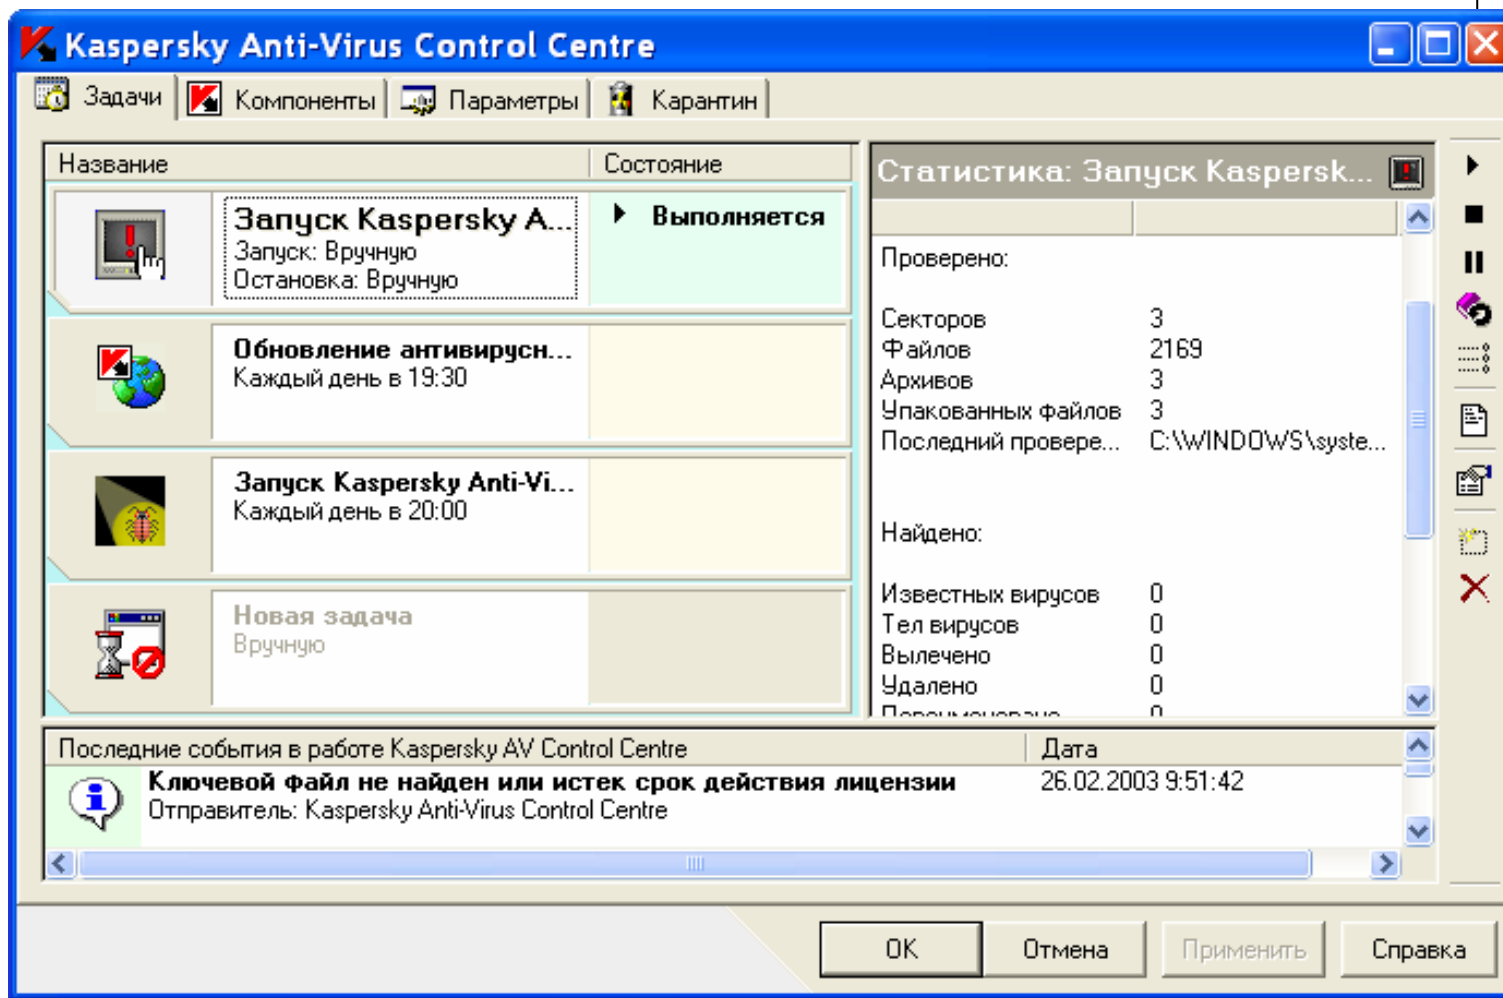 Kaspersky Anti-Virus Control Centre
Задачи Компоненты Параметры Карантин
Название Состояние
Запуск Kaspersky A... Выполняется
Запуск: Вручную
Остановка: Вручную
Обновление антивирусн...
Каждый день в 19:30
Запуск Kaspersky Anti-Vi...
Каждый день в 20:00
Новая задача
Вручную
Статистика: Запуск Kaspersk...
Проверено:
Секторов 3
Файлов 2169
Архивов 3
Упакованных файлов 3
Последний провере... C:\WINDOWS\syste...
Найдено:
Известных вирусов 0
Тел вирусов 0
Вылечено 0
Удалено 0
Последние события в работе Kaspersky AV Control Centre Дата
Ключевой файл не найден или истек срок действия лицензии 26.02.2003 9:51:42
Отправитель: Kaspersky Anti-Virus Control Centre
OK Отмена Применить Справка